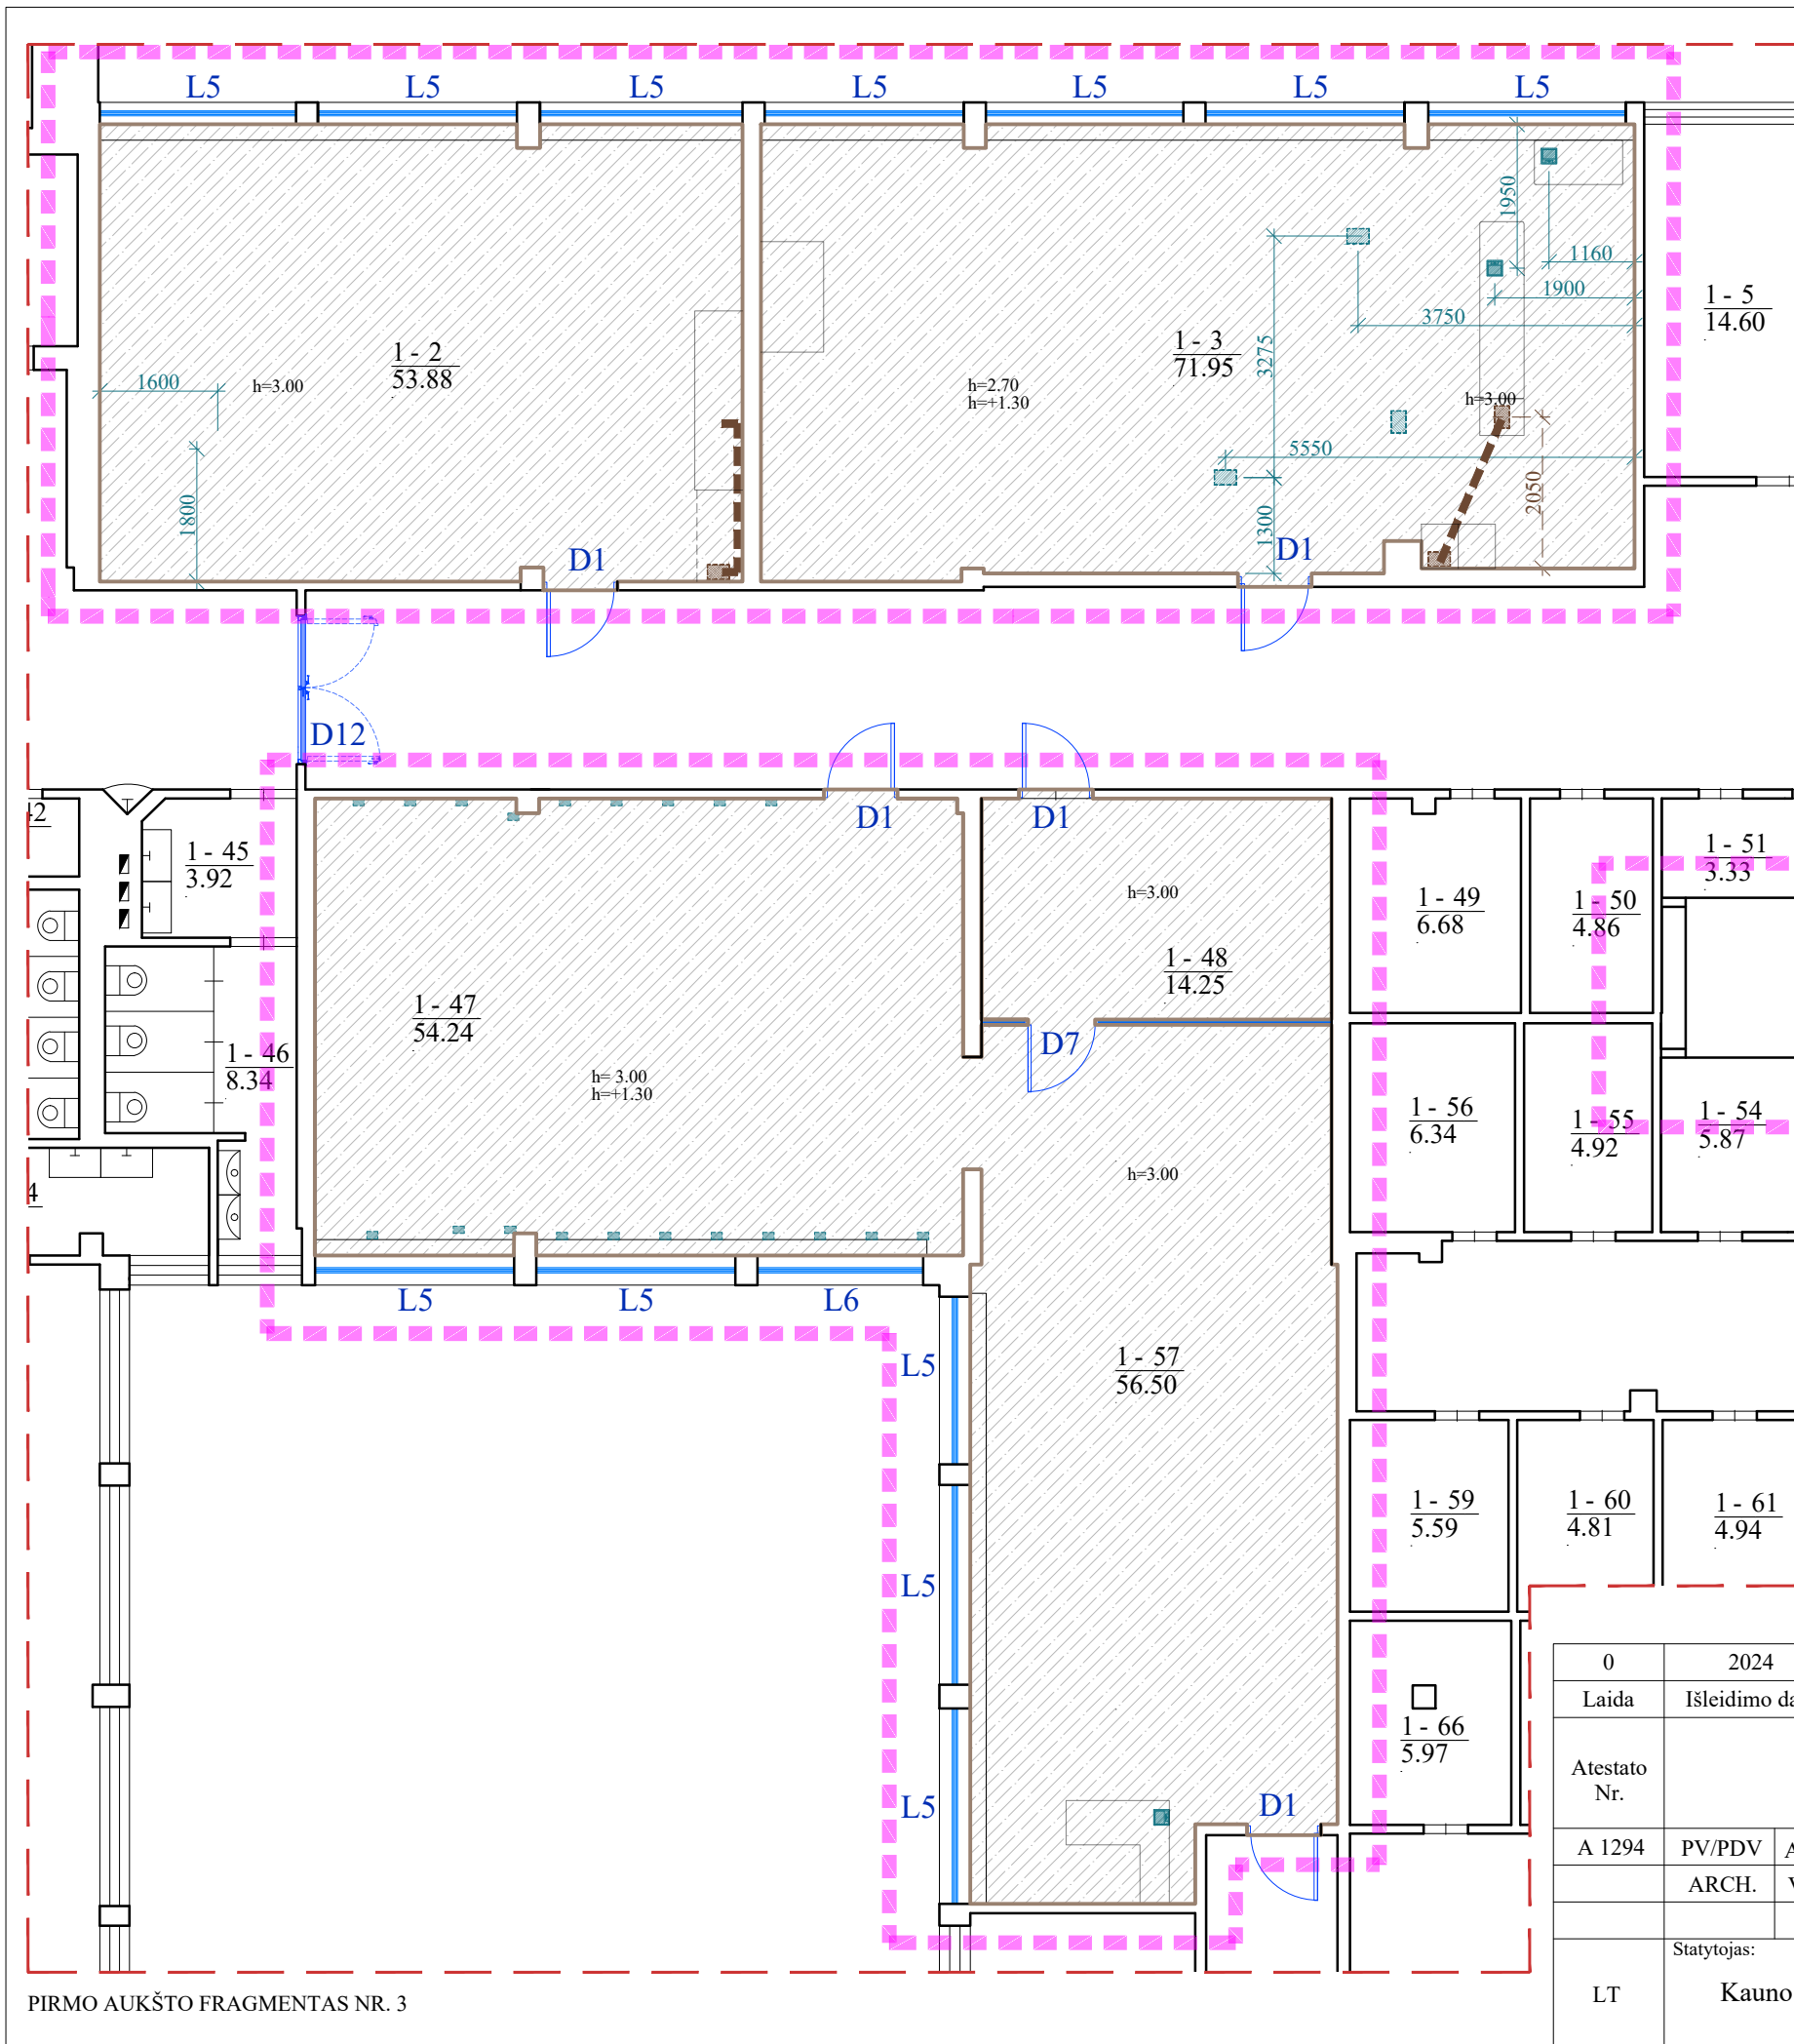 L5 L5 L5 L5 L5 L5 L5
1950
1160
1900
3750
3275
1 - 5
14.60
1 - 2
53.88
1 - 3
71.95
1600
h=3.00
h=2.70
h=+1.30
h=3.00
5550
2050
1800
1300
D1
D1
D12
D1
D1
42
1 - 45
3.92
1 - 51
3.33
h=3.00
1 - 49
6.68
1 - 50
4.86
1 - 48
14.25
1 - 47
54.24
D7
1 - 46
8.34
h= 3.00
h=+1.30
1 - 56
6.34
1 - 55
4.92
1 - 54
5.87
h=3.00
4
L5 L5 L6
L5
1 - 57
56.50
1 - 59
5.59
1 - 60
4.81
1 - 61
4.94
L5
0 2024
Laida Išleidimo da
1 - 66
5.97
Atestato
Nr.
L5
D1
A 1294 PV/PDV A
ARCH. V
Statytojas:
LT Kauno
PIRMO AUKŠTO FRAGMENTAS NR. 3